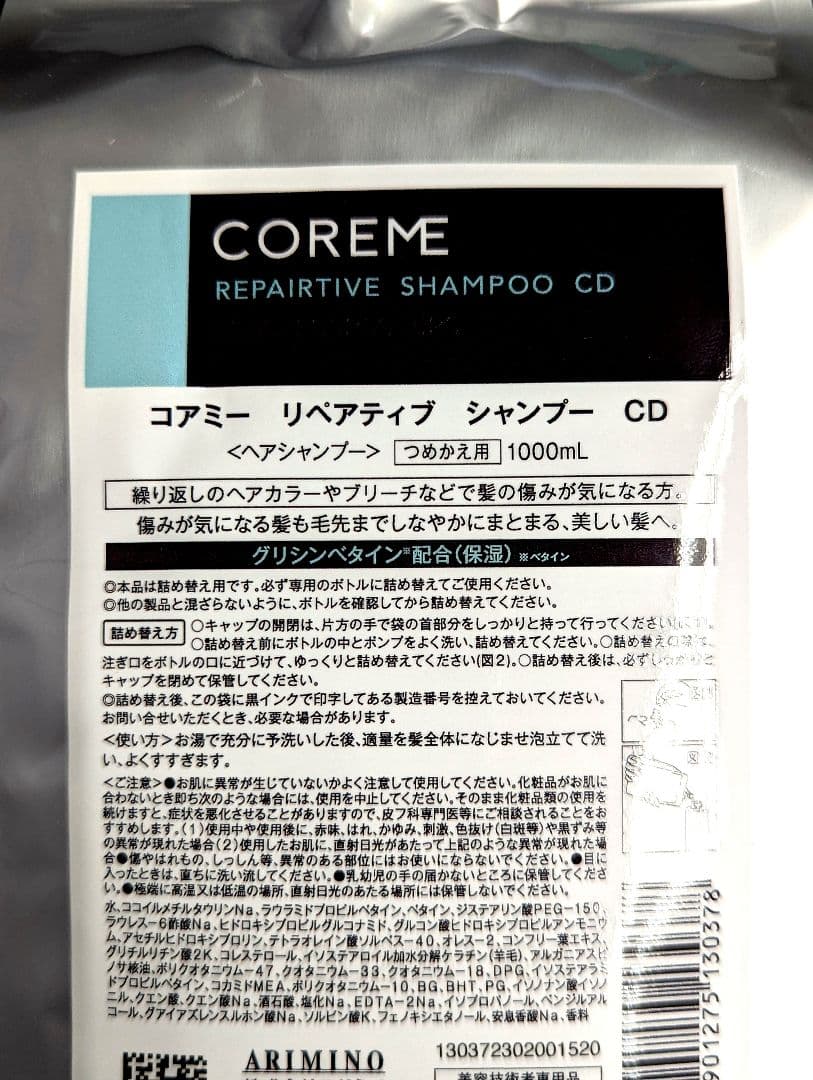 COREME
REPAIRTIVE SHAMPOO CD
コアミー リペアティブ シャンプー CD
<ヘアシャンプー> つめかえ用 1000mL
繰り返しのヘアカラーやブリーチなどで髪の傷みが気になる方。
傷みが気になる髪も毛先までしなやかにまとまる、美しい髪へ。
グリシンベタイン※配合(保湿) ※ベタイン
◎本品は詰め替え用です。必ず専用のボトルに詰め替えてご使用ください。
◎他の製品と混ざらないように、ボトルを確認してから詰め替えてください。
詰め替え方 ○キャップの開閉は、片方の手で袋の首部分をしっかりと持って行ってください
○詰め替え前にボトルの中とポンプをよく洗い、詰め替えてください。○詰め替えの際は、
注ぎ口をボトルの口に近づけて、ゆっくりと詰め替えてください(図2)。○詰め替え後は、必ずしっかりと
キャップを閉めて保管してください。
◎詰め替え後、この袋に黒インクで印字してある製造番号を控えておいてください。
お問い合せいただくとき、必要な場合があります。
<使い方>お湯で充分に予洗いした後、適量を髪全体になじませ泡立てて洗
い、よくすすぎます。
<ご注意>●お肌に異常が生じていないかよく注意して使用してください。化粧品がお肌に
合わないとき即ち次のような場合には、使用を中止してください。そのまま化粧品類の使用を
続けますと、症状を悪化させることがありますので、皮フ科専門医等にご相談されることをお
すすめします。(1)使用中や使用後に、赤味、はれ、かゆみ、刺激、色抜け(白斑等)や黒ずみ等
の異常が現れた場合(2)使用したお肌に、直射日光があたって上記のような異常が現れた場
合●傷やはれもの、しっしん等、異常のある部位にはお使いにならないでください。●目に
入ったときは、直ちに洗い流してください。●乳幼児の手の届かないところに保管してくださ
い。●極端に高温又は低温の場所、直射日光のあたる場所には保管しないでください。
水、ココイルメチルタウリンNa、ラウラミドプロピルベタイン、ベタイン、ジステアリン酸PEG-150、
ラウレス-6酢酸Na、ヒドロキシプロピルグルコナミド、グルコン酸ヒドロキシプロピルアンモニウ
ム、アセチルヒドロキシプロリン、テトラオレイン酸ソルベス-40、オレス-2、コンフリー葉エキス、
グリチルリチン酸2K、コレステロール、イソステアロイル加水分解ケラチン(羊毛)、アルガニアスピ
ノサ核油、ポリクオタニウム-47、クオタニウム-33、クオタニウム-18、DPG、イソステアラミ
ドプロピルベタイン、コカミドMEA、ポリクオタニウム-10、BG、BHT、PG、イソノナン酸イソノ
ニル、クエン酸、クエン酸Na、酒石酸、塩化Na、EDTA-2Na、イソプロパノール、ベンジルアル
コール、グアイアズレンスルホン酸Na、ソルビン酸K、フェノキシエタノール、安息香酸Na、香料
ARIMINO
130372302001520
美容技術者専用品
901275130378